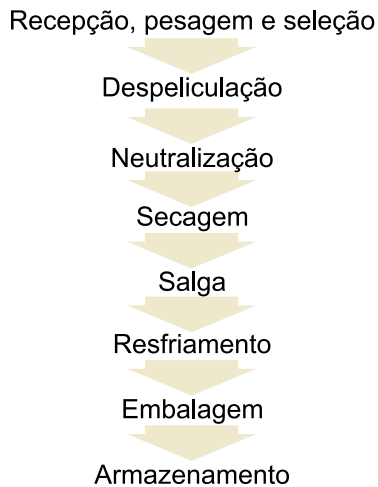 Recepção, pesagem e seleção
Despeliculação
Neutralização
Secagem
Salga
Resfriamento
Embalagem
Armazenamento